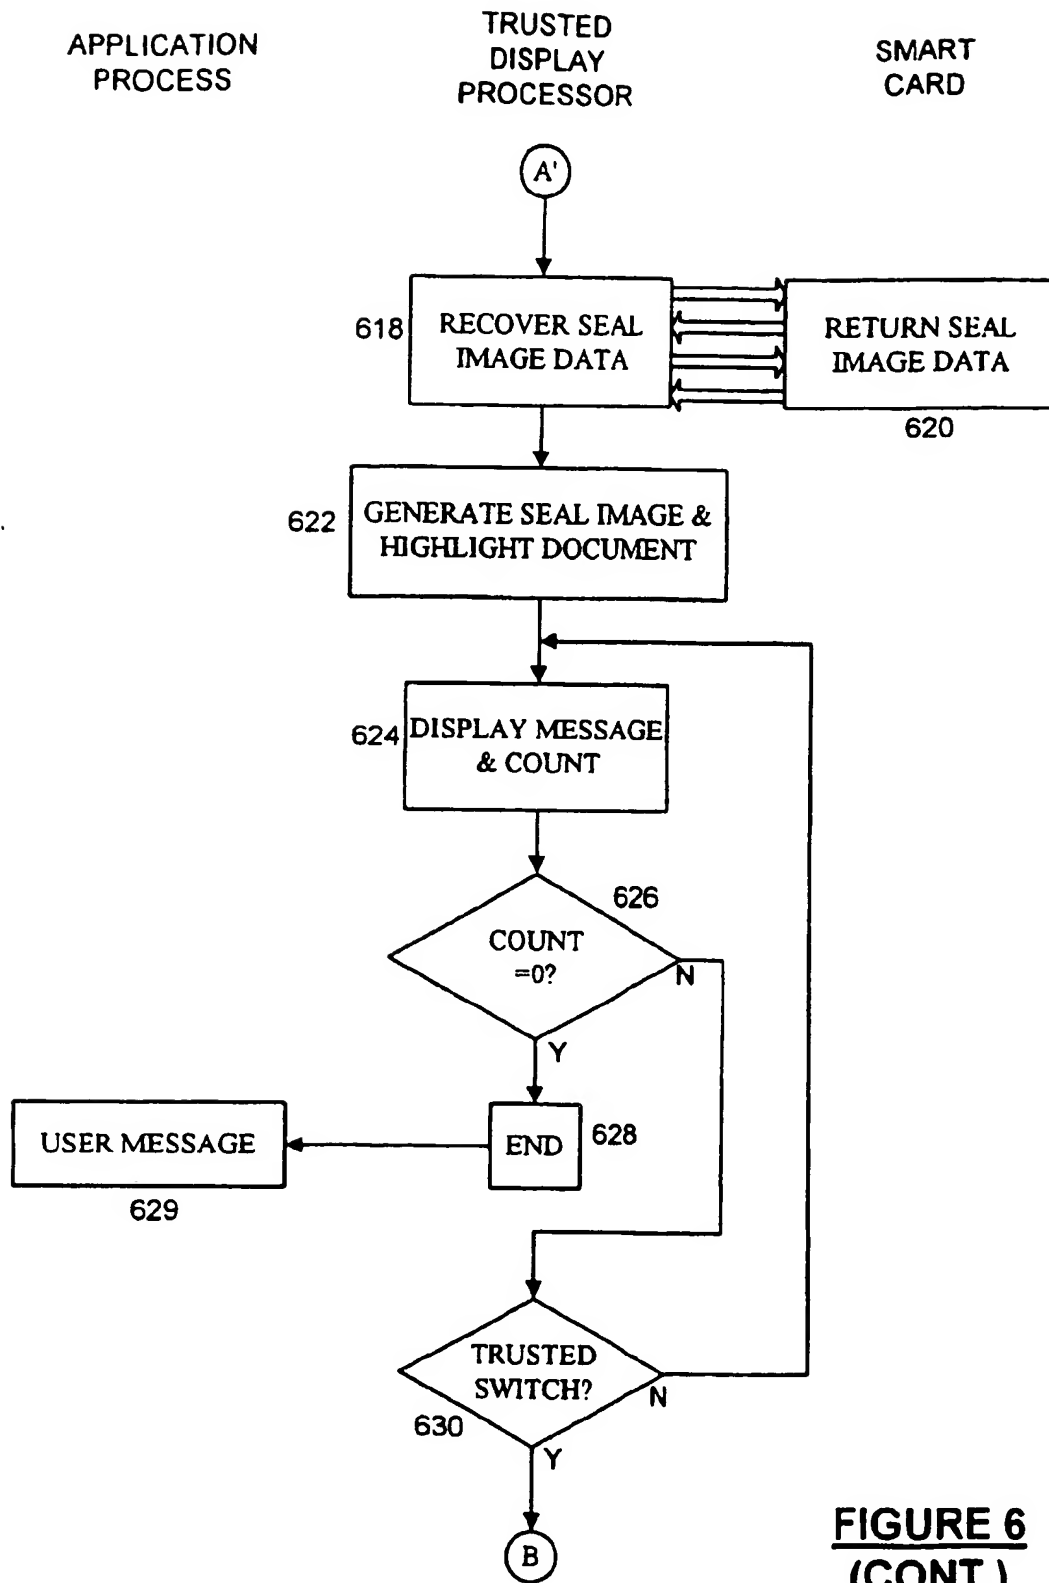 APPLICATION
PROCESS
TRUSTED
DISPLAY
PROCESSOR
SMART
CARD
A'
618
RECOVER SEAL
IMAGE DATA
RETURN SEAL
IMAGE DATA
620
622
GENERATE SEAL IMAGE &
HIGHLIGHT DOCUMENT
624
DISPLAY MESSAGE
& COUNT
626
COUNT
=0?
N
Y
USER MESSAGE
629
END
628
TRUSTED
SWITCH?
N
630
Y
B
FIGURE 6
(CONT.)